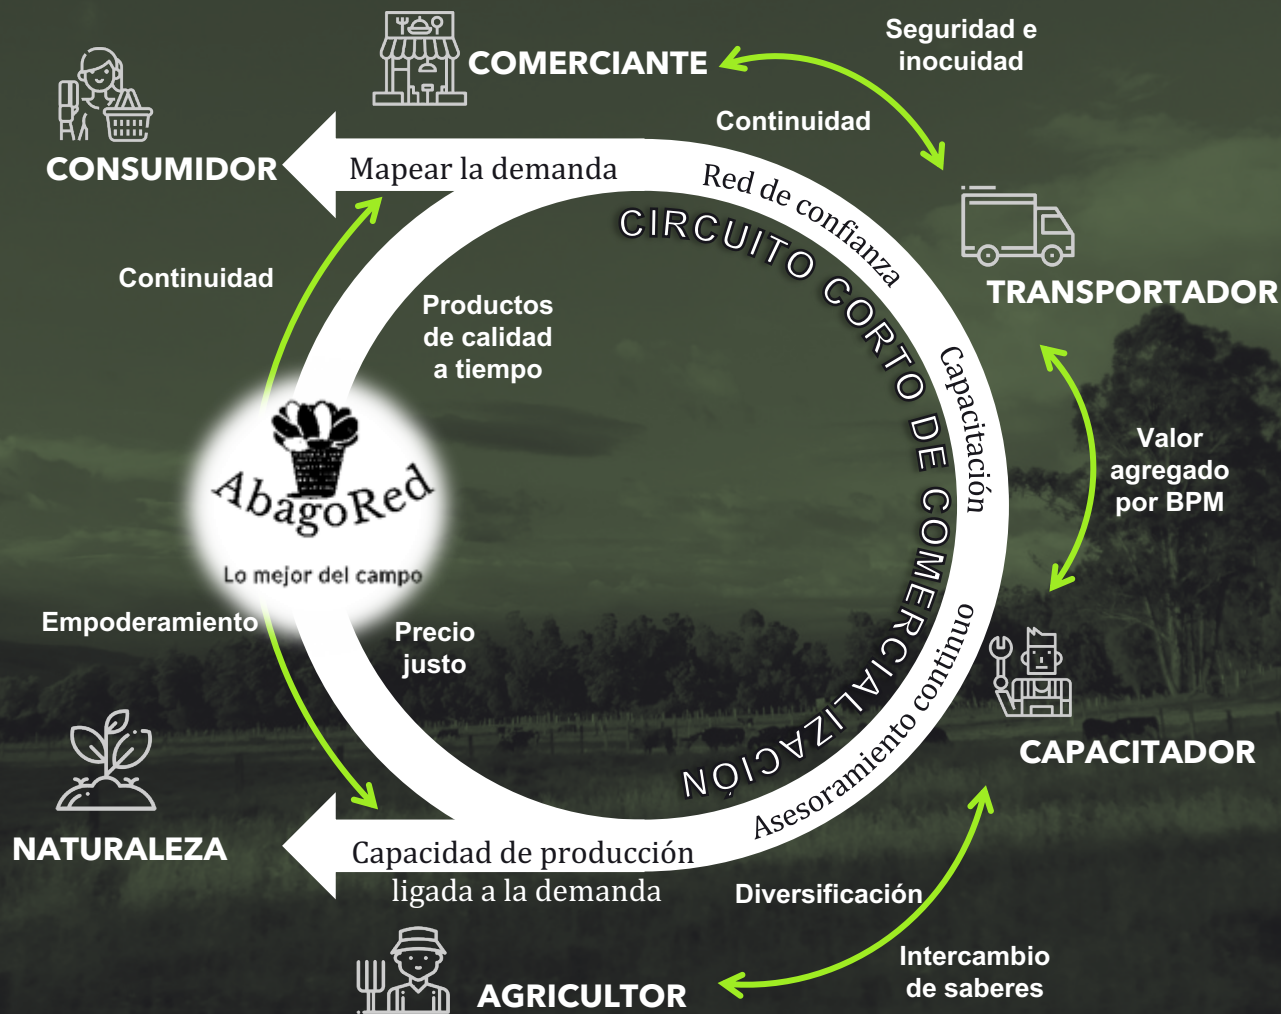 Seguridad e
inocuidad
COMERCIANTE
Continuidad
CONSUMIDOR
Mapear la demanda
Red de confianza
CIRCUITO CORTO DE COMERCIALIZACIÓN
TRANSPORTADOR
Continuidad
Productos
de calidad
a tiempo
Capacitación
Valor
agregado
por BPM
AbagoRed
Lo mejor del campo
Empoderamiento
Precio
justo
Asesoramiento continuo
CAPACITADOR
NATURALEZA
Capacidad de producción
ligada a la demanda
Diversificación
Intercambio
de saberes
AGRICULTOR